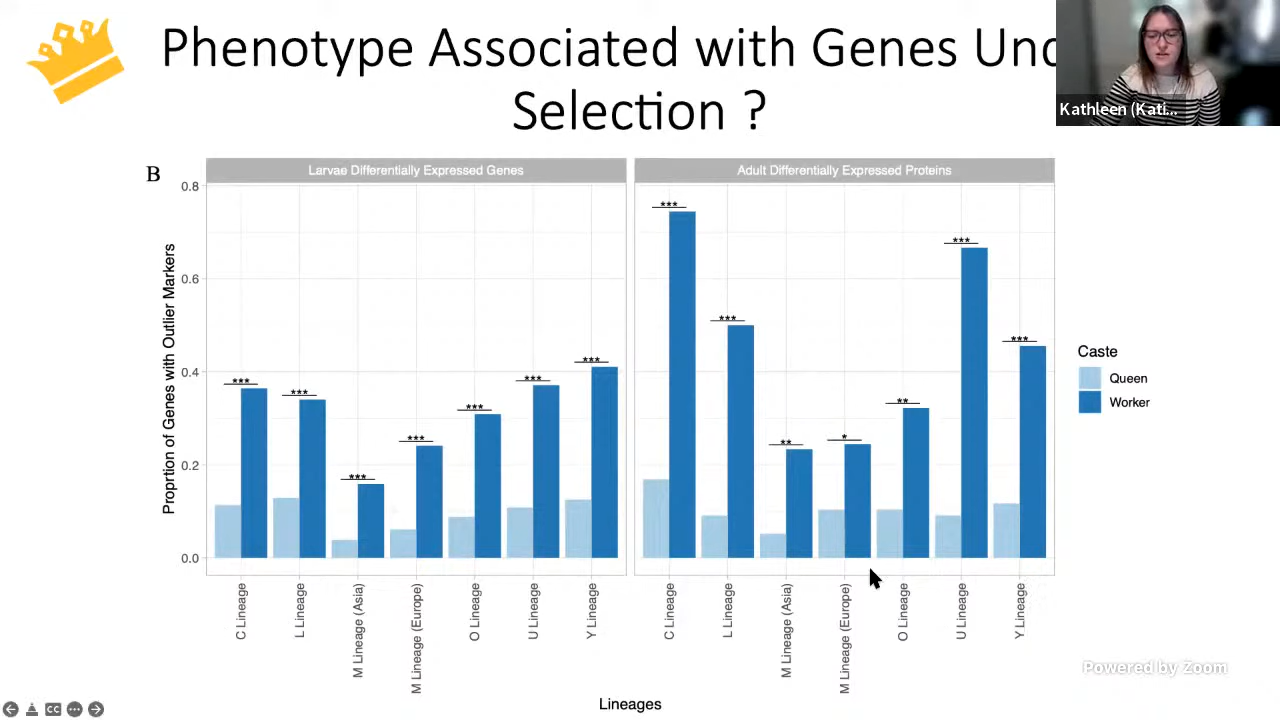 Phenotype Associated with Genes Und
Selection ?
Kathleen (Kati...
B
Larvae Differentially Expressed Genes
Adult Differentially Expressed Proteins
Proprtion of Genes with Outlier Markers
0.8
0.6
0.4
0.2
0.0
***
***
***
***
***
***
***
***
***
**
*
**
***
***
C Lineage
L Lineage
M Lineage (Asia)
M Lineage (Europe)
O Lineage
U Lineage
Y Lineage
C Lineage
L Lineage
M Lineage (Asia)
M Lineage (Europe)
O Lineage
U Lineage
Y Lineage
Lineages
Caste
Queen
Worker
Powered by Zoom
CC